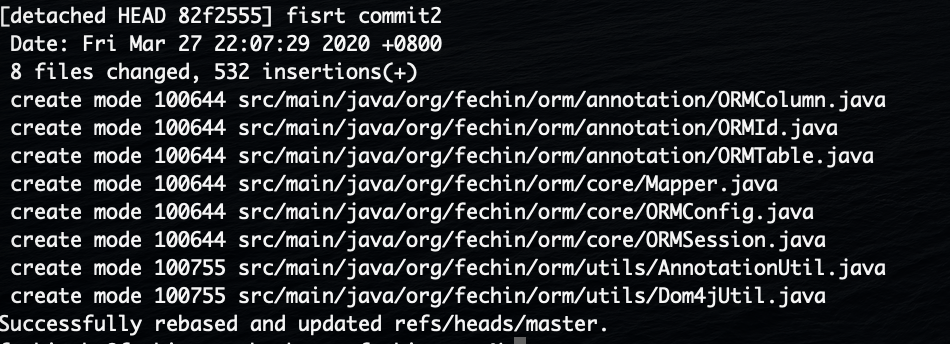 [detached HEAD 82f2555] fisrt commit2
Date: Fri Mar 27 22:07:29 2020 +0800
8 files changed, 532 insertions(+)
create mode 100644 src/main/java/org/fechin/orm/annotation/ORMColumn.java
create mode 100644 src/main/java/org/fechin/orm/annotation/ORMId.java
create mode 100644 src/main/java/org/fechin/orm/annotation/ORMTable.java
create mode 100644 src/main/java/org/fechin/orm/core/Mapper.java
create mode 100644 src/main/java/org/fechin/orm/core/ORMConfig.java
create mode 100644 src/main/java/org/fechin/orm/core/ORMSession.java
create mode 100755 src/main/java/org/fechin/orm/utils/AnnotationUtil.java
create mode 100755 src/main/java/org/fechin/orm/utils/Dom4jUtil.java
Successfully rebased and updated refs/heads/master.